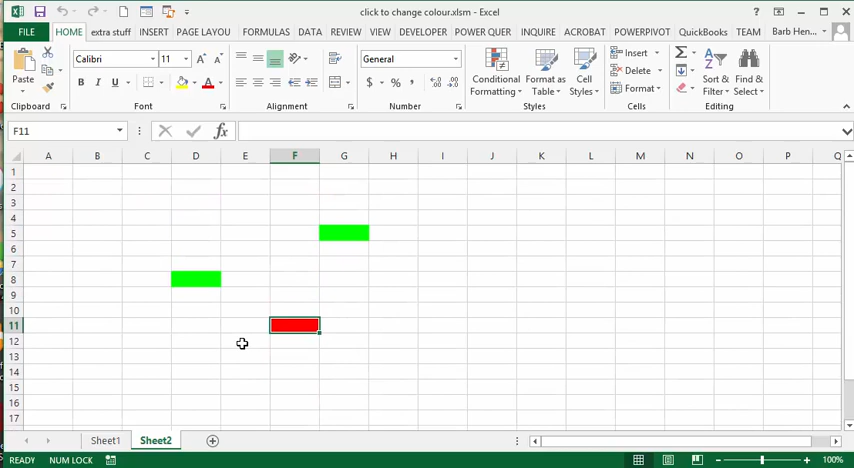 click to change colour.xlsm - Excel
FILE HOME extra stuff INSERT PAGE LAYOU FORMULAS DATA REVIEW VIEW DEVELOPER POWER QUER INQUIRE ACROBAT POWERPIVOT QuickBooks TEAM Barb Hen...
Paste Calibri 11 A A General Conditional Formatting Format as Table Cell Styles Insert Delete Format Sort & Filter Find & Select
B I U A $ % ,
Clipboard Font Alignment Number Styles Cells Editing
F11 fx
A B C D E F G H I J K L M N O P Q
1
2
3
4
5
6
7
8
9
10
11
12
13
14
15
16
17
Sheet1 Sheet2
READY NUM LOCK 100%